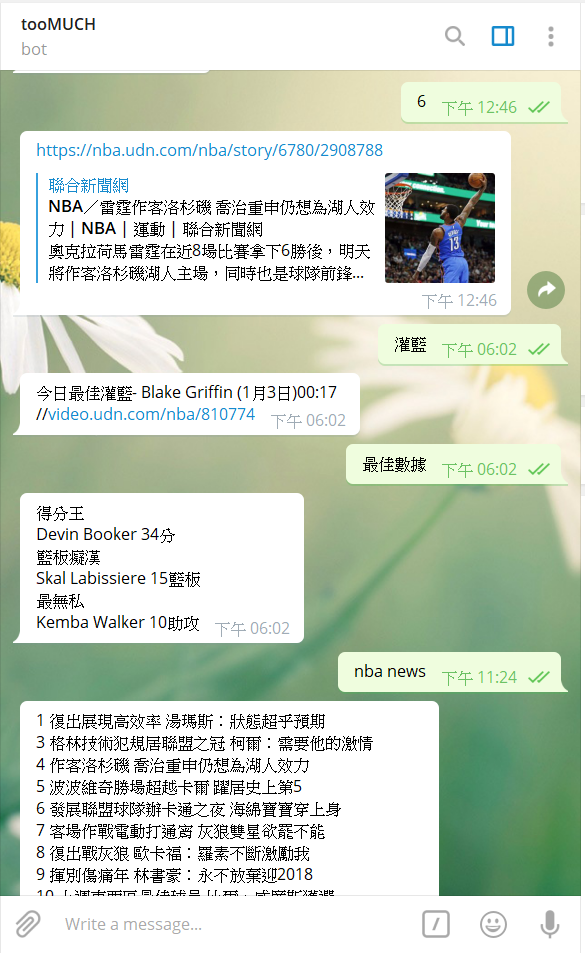 tooMUCH
bot
6 下午 12:46
https://nba.udn.com/nba/story/6780/2908788
聯合新聞網
NBA／雷霆作客洛杉磯 喬治重申仍想為湖人效
力 | NBA | 運動 | 聯合新聞網
奧克拉荷馬雷霆在近8場比賽拿下6勝後，明天
將作客洛杉磯湖人主場，同時也是球隊前鋒...
下午 12:46
灌籃 下午 06:02
今日最佳灌籃- Blake Griffin (1月3日)00:17
//video.udn.com/nba/810774 下午 06:02
最佳數據 下午 06:02
得分王
Devin Booker 34分
籃板癡漢
Skal Labissiere 15籃板
最無私
Kemba Walker 10助攻 下午 06:02
nba news 下午 11:24
1 復出展現高效率 湯瑪斯：狀態超乎預期
3 格林技術犯規居聯盟之冠 柯爾：需要他的激情
4 作客洛杉磯 喬治重申仍想為湖人效力
5 波波維奇勝場超越卡爾 躍居史上第5
6 發展聯盟球隊辦卡通之夜 海綿寶寶穿上身
7 客場作戰電動打通宵 灰狼雙星欲罷不能
8 復出戰灰狼 歐卡福：羅素不斷激勵我
9 揮別傷痛年 林書豪：永不放棄迎2018
Write a message...